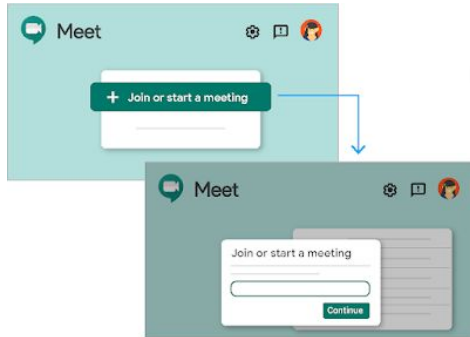 Meet
+ Join or start a meeting
Meet
Join or start a meeting
Continue